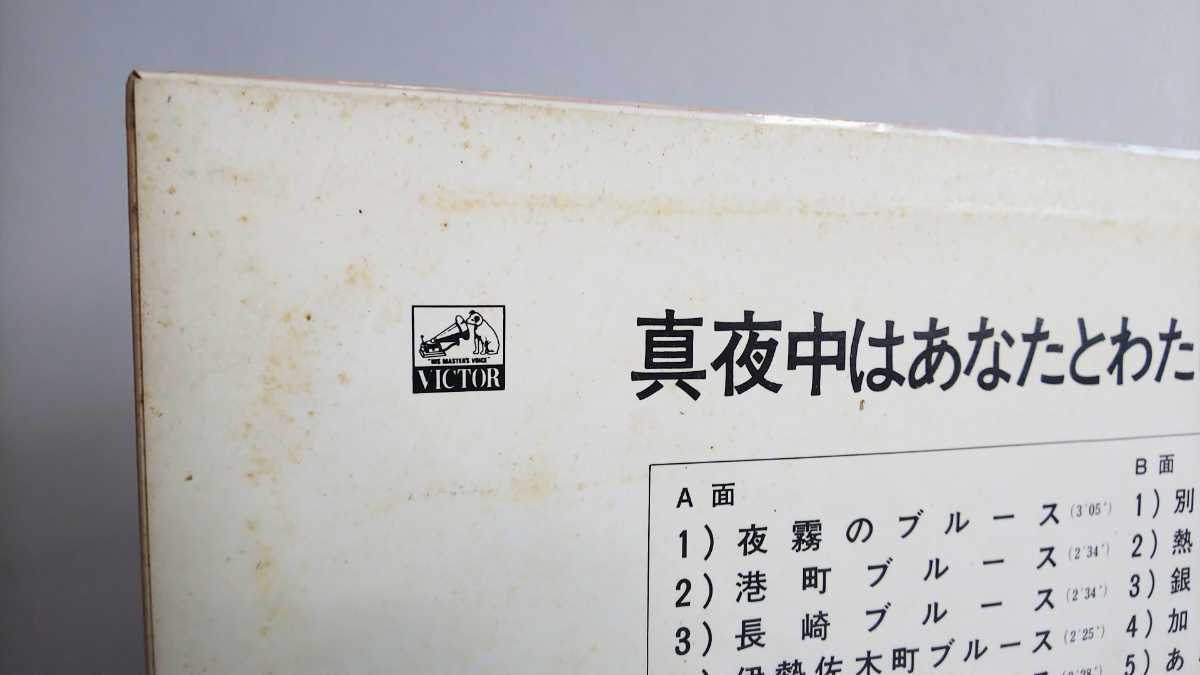 "HIS MASTER'S VOICE"
VICTOR
真夜中はあなたとわた
A 面
1) 夜霧のブルース (3'05")
2) 港町ブルース (2'34")
3) 長崎ブルース (2'34")
伊勢佐木町ブルース (2'25")
B 面
1) 別
2) 熱
3) 銀
4) 加
5) あ